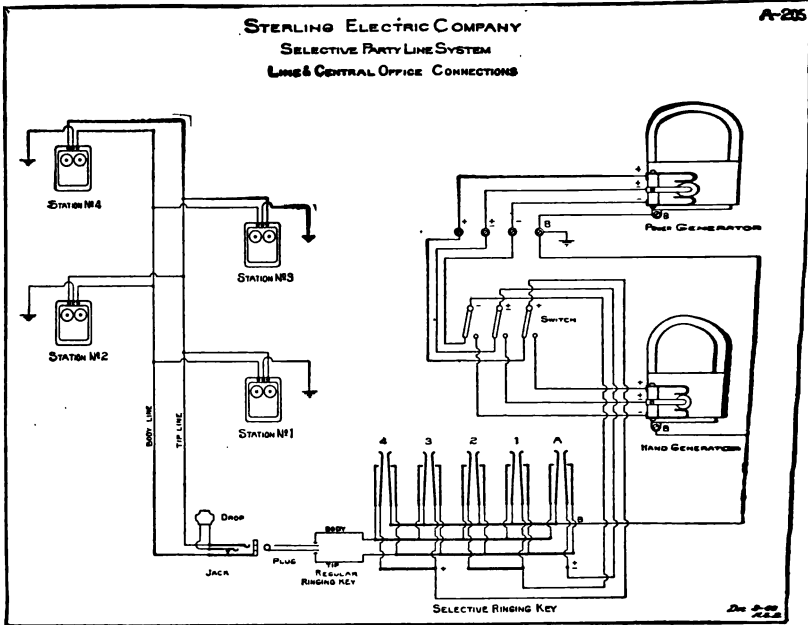 A-205
STERLING ELECTRIC COMPANY
SELECTIVE PARTY LINE SYSTEM
LINE & CENTRAL OFFICE CONNECTIONS
STATION Nº4
STATION Nº3
STATION Nº2
STATION Nº1
BODY LINE
TIP LINE
+
±
-
B
POWER GENERATOR
+
±
-
B
-
±
+
SWITCH
+
±
-
B
HAND GENERATOR
4 3 2 1 A
B
DROP
JACK
PLUG
BODY
TIP
REGULAR
RINGING KEY
- + - + ±
SELECTIVE RINGING KEY